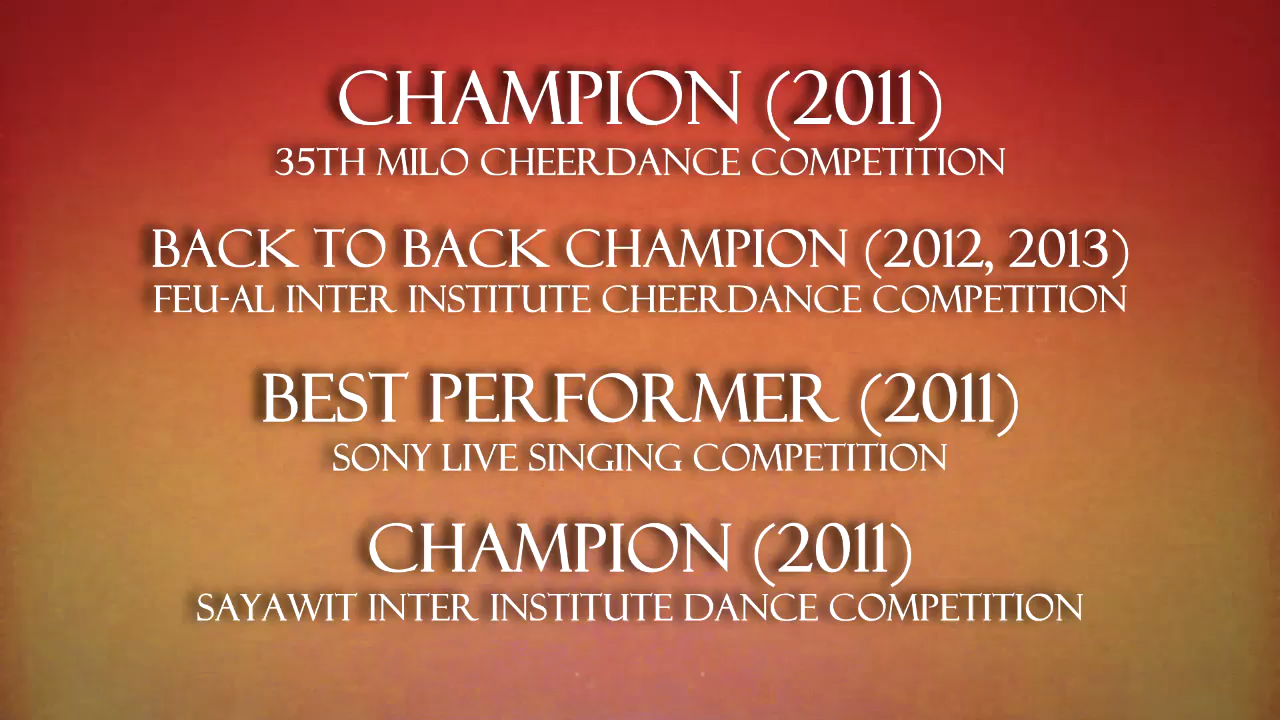 CHAMPION (2011)
35TH MILO CHEERDANCE COMPETITION
BACK TO BACK CHAMPION (2012, 2013)
FEU-AL INTER INSTITUTE CHEERDANCE COMPETITION
BEST PERFORMER (2011)
SONY LIVE SINGING COMPETITION
CHAMPION (2011)
SAYAWIT INTER INSTITUTE DANCE COMPETITION